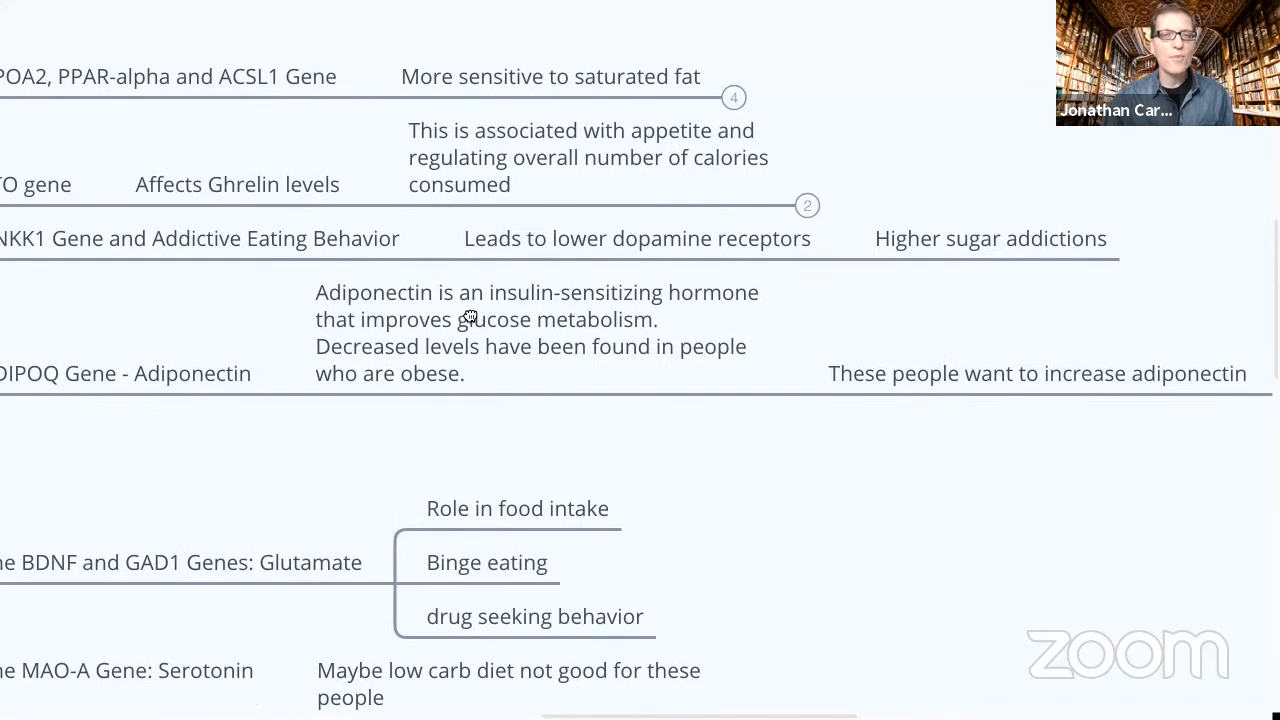 POA2, PPAR-alpha and ACSL1 Gene
More sensitive to saturated fat
4
This is associated with appetite and
regulating overall number of calories
consumed
TO gene
Affects Ghrelin levels
2
NKK1 Gene and Addictive Eating Behavior
Leads to lower dopamine receptors
Higher sugar addictions
Adiponectin is an insulin-sensitizing hormone
that improves glucose metabolism.
Decreased levels have been found in people
who are obese.
DIPOQ Gene - Adiponectin
These people want to increase adiponectin
Role in food intake
he BDNF and GAD1 Genes: Glutamate
Binge eating
drug seeking behavior
he MAO-A Gene: Serotonin
Maybe low carb diet not good for these
people
Jonathan Car...
zoom